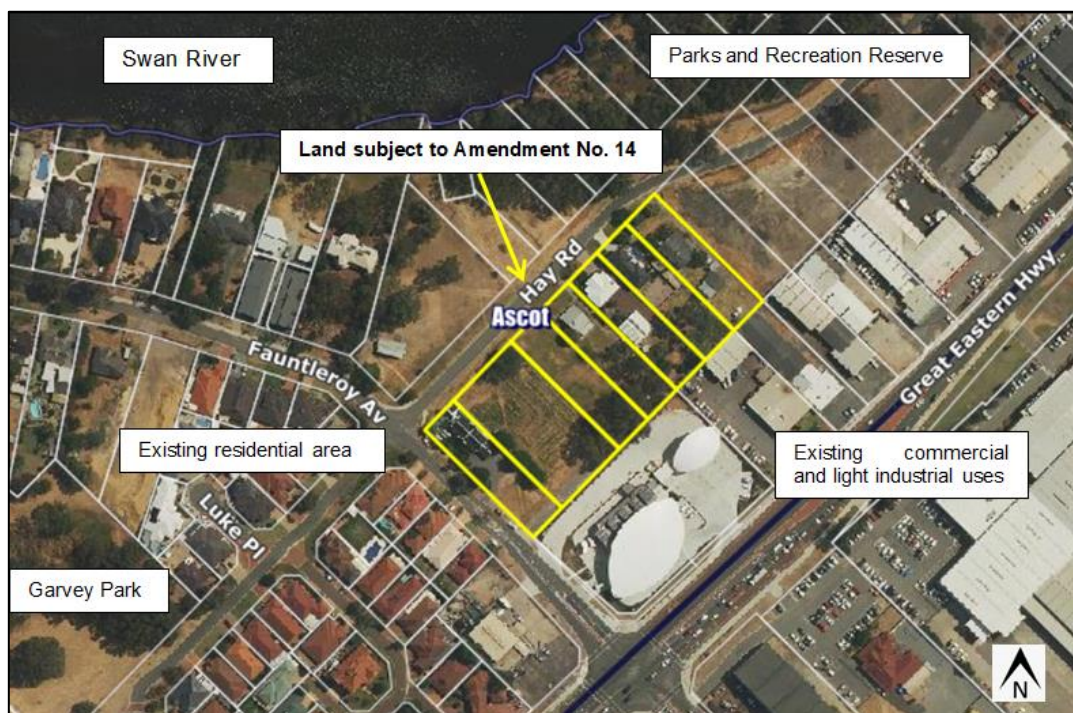 Swan River
Parks and Recreation Reserve
Land subject to Amendment No. 14
Hay Rd
Ascot
Great Eastern Hwy
Fauntleroy Av
Existing residential area
Existing commercial
and light industrial uses
Luke Pl
Garvey Park
N